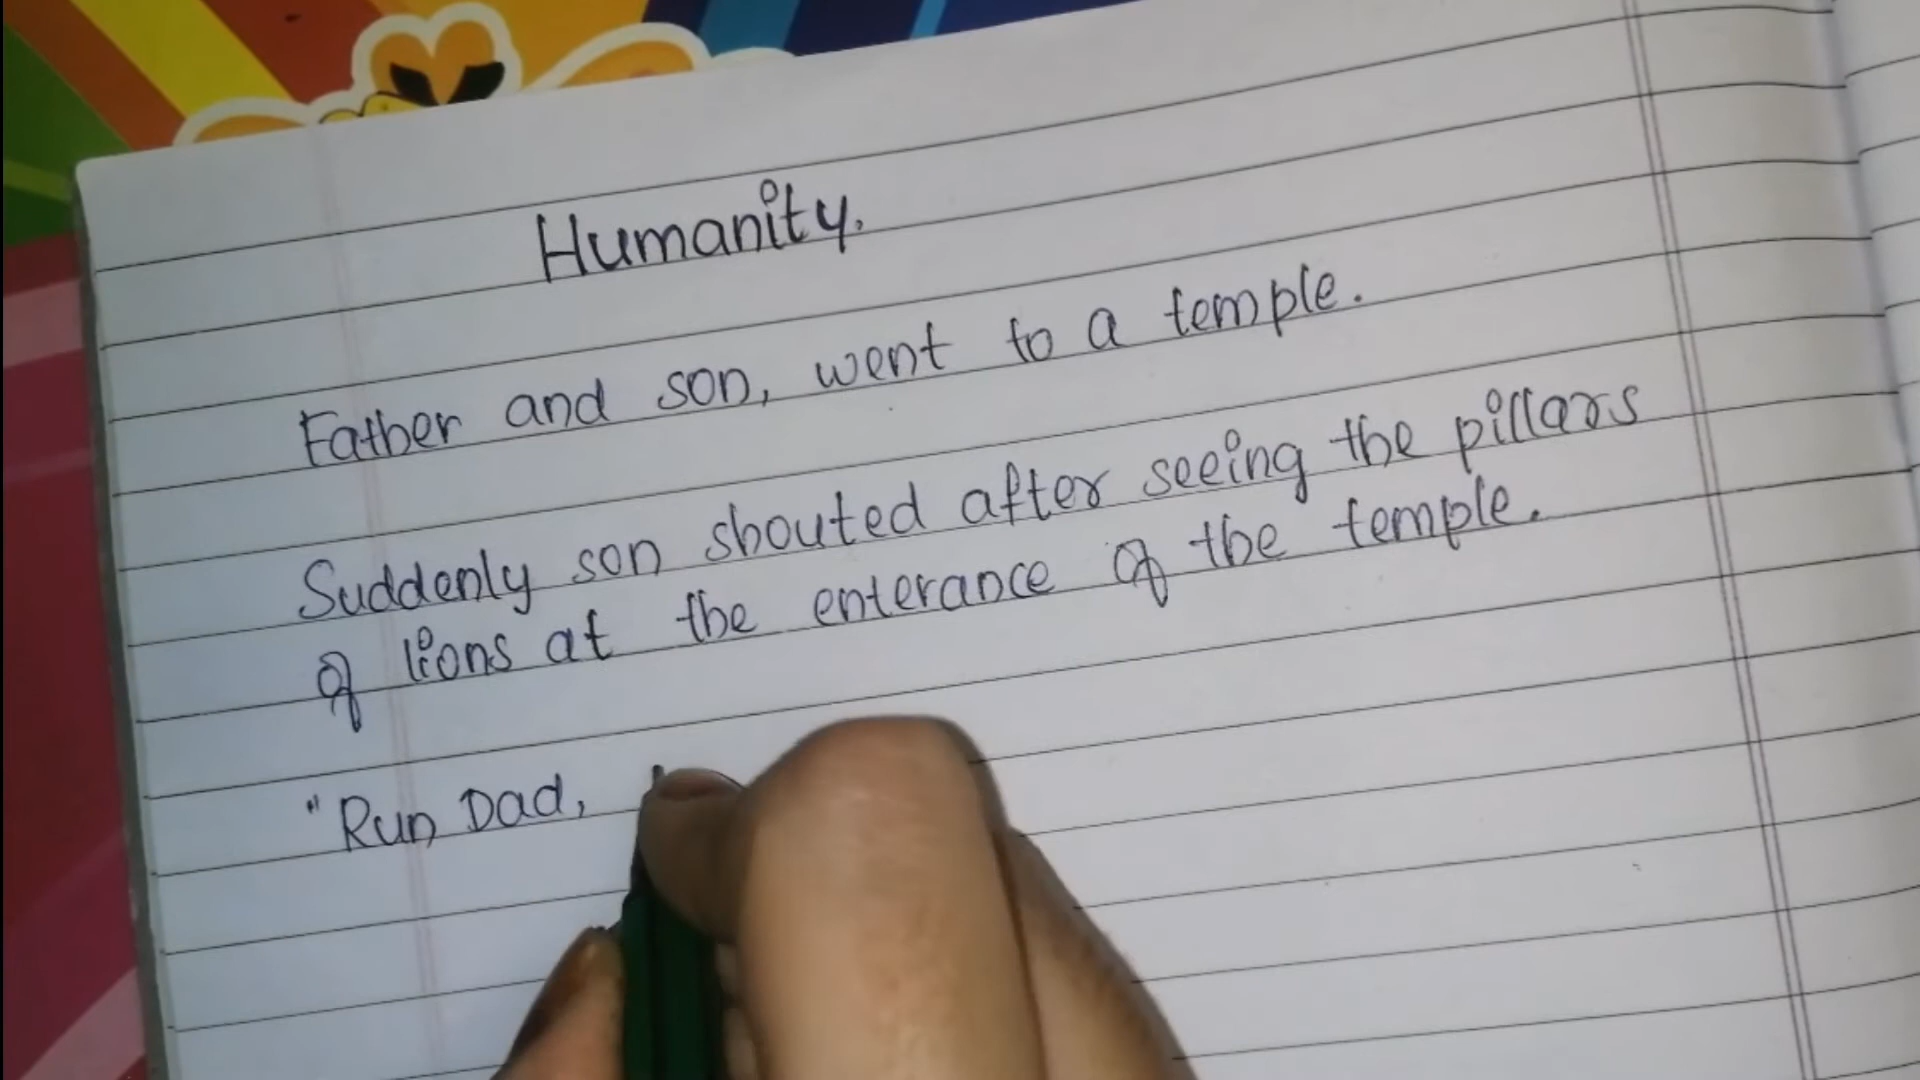 Humanity.
Father and son, went to a temple.
Suddenly son shouted after seeing the pillars
of lions at the enterance of the temple.
"Run Dad,